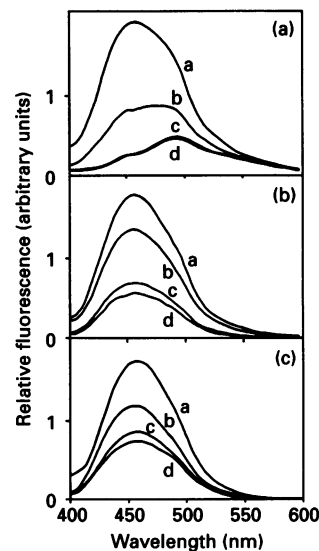 Relative fluorescence (arbitrary units)
(a)
1
a
b
c
d
0
(b)
1
a
b
c
d
0
(c)
1
a
b
c
d
0
400 450 500 550 600
Wavelength (nm)